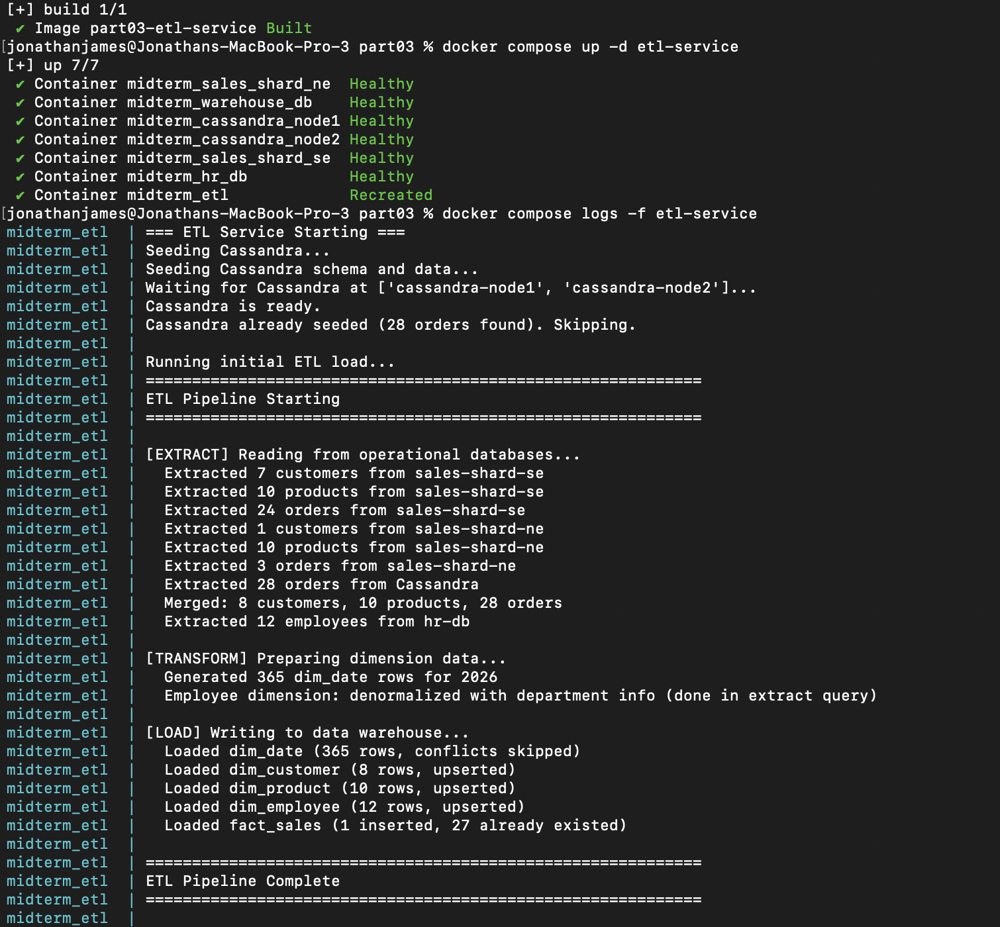 [+] build 1/1
✔ Image part03-etl-service Built
[jonathanjames@Jonathans-MacBook-Pro-3 part03 % docker compose up -d etl-service
[+] up 7/7
✔ Container midterm_sales_shard_ne Healthy
✔ Container midterm_warehouse_db Healthy
✔ Container midterm_cassandra_node1 Healthy
✔ Container midterm_cassandra_node2 Healthy
✔ Container midterm_sales_shard_se Healthy
✔ Container midterm_hr_db Healthy
✔ Container midterm_etl Recreated
[jonathanjames@Jonathans-MacBook-Pro-3 part03 % docker compose logs -f etl-service
midterm_etl | === ETL Service Starting ===
midterm_etl | Seeding Cassandra...
midterm_etl | Seeding Cassandra schema and data...
midterm_etl | Waiting for Cassandra at ['cassandra-node1', 'cassandra-node2']...
midterm_etl | Cassandra is ready.
midterm_etl | Cassandra already seeded (28 orders found). Skipping.
midterm_etl |
midterm_etl | Running initial ETL load...
midterm_etl | ============================================================
midterm_etl | ETL Pipeline Starting
midterm_etl | ============================================================
midterm_etl |
midterm_etl | [EXTRACT] Reading from operational databases...
midterm_etl |   Extracted 7 customers from sales-shard-se
midterm_etl |   Extracted 10 products from sales-shard-se
midterm_etl |   Extracted 24 orders from sales-shard-se
midterm_etl |   Extracted 1 customers from sales-shard-ne
midterm_etl |   Extracted 10 products from sales-shard-ne
midterm_etl |   Extracted 3 orders from sales-shard-ne
midterm_etl |   Extracted 28 orders from Cassandra
midterm_etl |   Merged: 8 customers, 10 products, 28 orders
midterm_etl |   Extracted 12 employees from hr-db
midterm_etl |
midterm_etl | [TRANSFORM] Preparing dimension data...
midterm_etl |   Generated 365 dim_date rows for 2026
midterm_etl |   Employee dimension: denormalized with department info (done in extract query)
midterm_etl |
midterm_etl | [LOAD] Writing to data warehouse...
midterm_etl |   Loaded dim_date (365 rows, conflicts skipped)
midterm_etl |   Loaded dim_customer (8 rows, upserted)
midterm_etl |   Loaded dim_product (10 rows, upserted)
midterm_etl |   Loaded dim_employee (12 rows, upserted)
midterm_etl |   Loaded fact_sales (1 inserted, 27 already existed)
midterm_etl |
midterm_etl | ============================================================
midterm_etl | ETL Pipeline Complete
midterm_etl | ============================================================
midterm_etl |